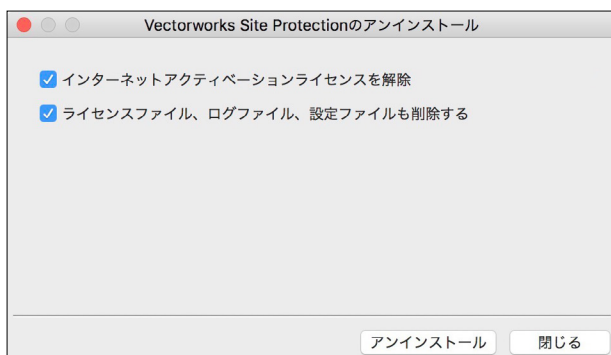 Vectorworks Site Protectionのアンインストール
インターネットアクティベーションライセンスを解除
ライセンスファイル、ログファイル、設定ファイルも削除する
アンインストール 閉じる